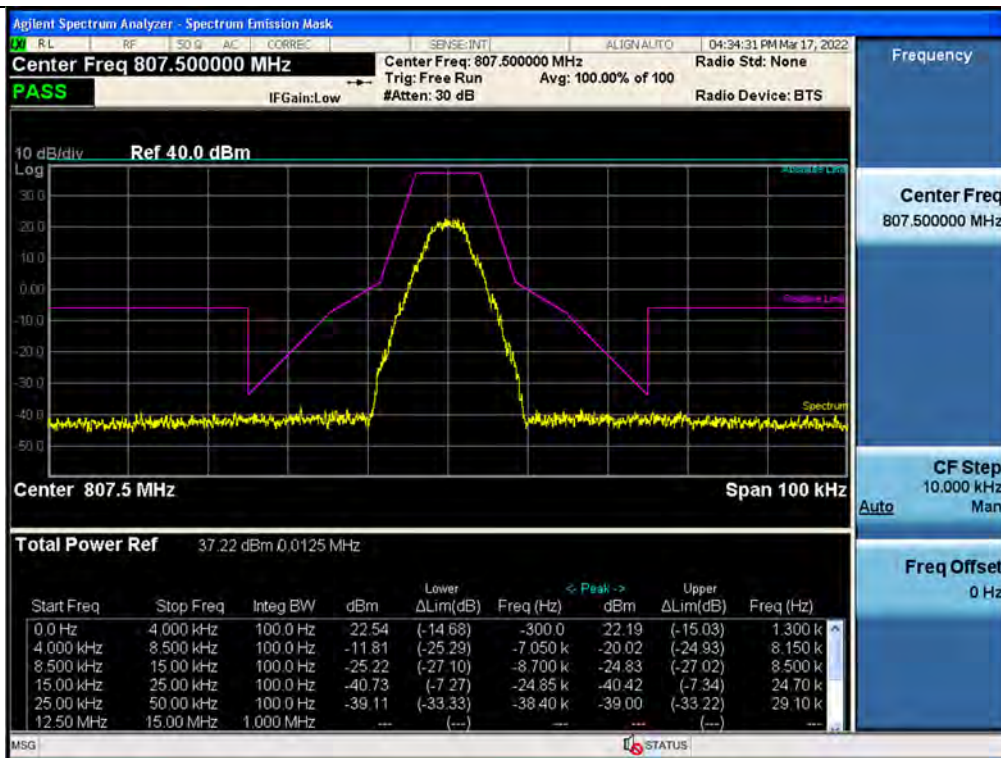 Agilent Spectrum Analyzer - Spectrum Emission Mask
LXI RL RF 50 Ω AC CORREC SENSE:INT ALIGNAUTO 04:34:31 PM Mar 17, 2022
Center Freq 807.500000 MHz
Center Freq: 807.500000 MHz
Radio Std: None
PASS
Trig: Free Run Avg: 100.00% of 100
IFGain:Low
#Atten: 30 dB
Radio Device: BTS
10 dB/div Ref 40.0 dBm
Log
Absolute Limit
30.0
20.0
10.0
0.00
Relative Limit
-10.0
-20.0
-30.0
Spectrum
-40.0
-50.0
Center 807.5 MHz Span 100 kHz
Total Power Ref 37.22 dBm / 0.0125 MHz
Lower <- Peak -> Upper
Start Freq Stop Freq Integ BW dBm ΔLim(dB) Freq (Hz) dBm ΔLim(dB) Freq (Hz)
0.0 Hz 4.000 kHz 100.0 Hz 22.54 (-14.68) -300.0 22.19 (-15.03) 1.300 k
4.000 kHz 8.500 kHz 100.0 Hz -11.81 (-25.29) -7.050 k -20.02 (-24.93) 8.150 k
8.500 kHz 15.00 kHz 100.0 Hz -25.22 (-27.10) -8.700 k -24.83 (-27.02) 8.500 k
15.00 kHz 25.00 kHz 100.0 Hz -40.73 (-7.27) -24.85 k -40.42 (-7.34) 24.70 k
25.00 kHz 50.00 kHz 100.0 Hz -39.11 (-33.33) -38.40 k -39.00 (-33.22) 29.10 k
12.50 MHz 15.00 MHz 1.000 MHz --- (---) --- --- (---) ---
MSG STATUS
Frequency
Center Freq
807.500000 MHz
CF Step
10.000 kHz
Auto Man
Freq Offset
0 Hz